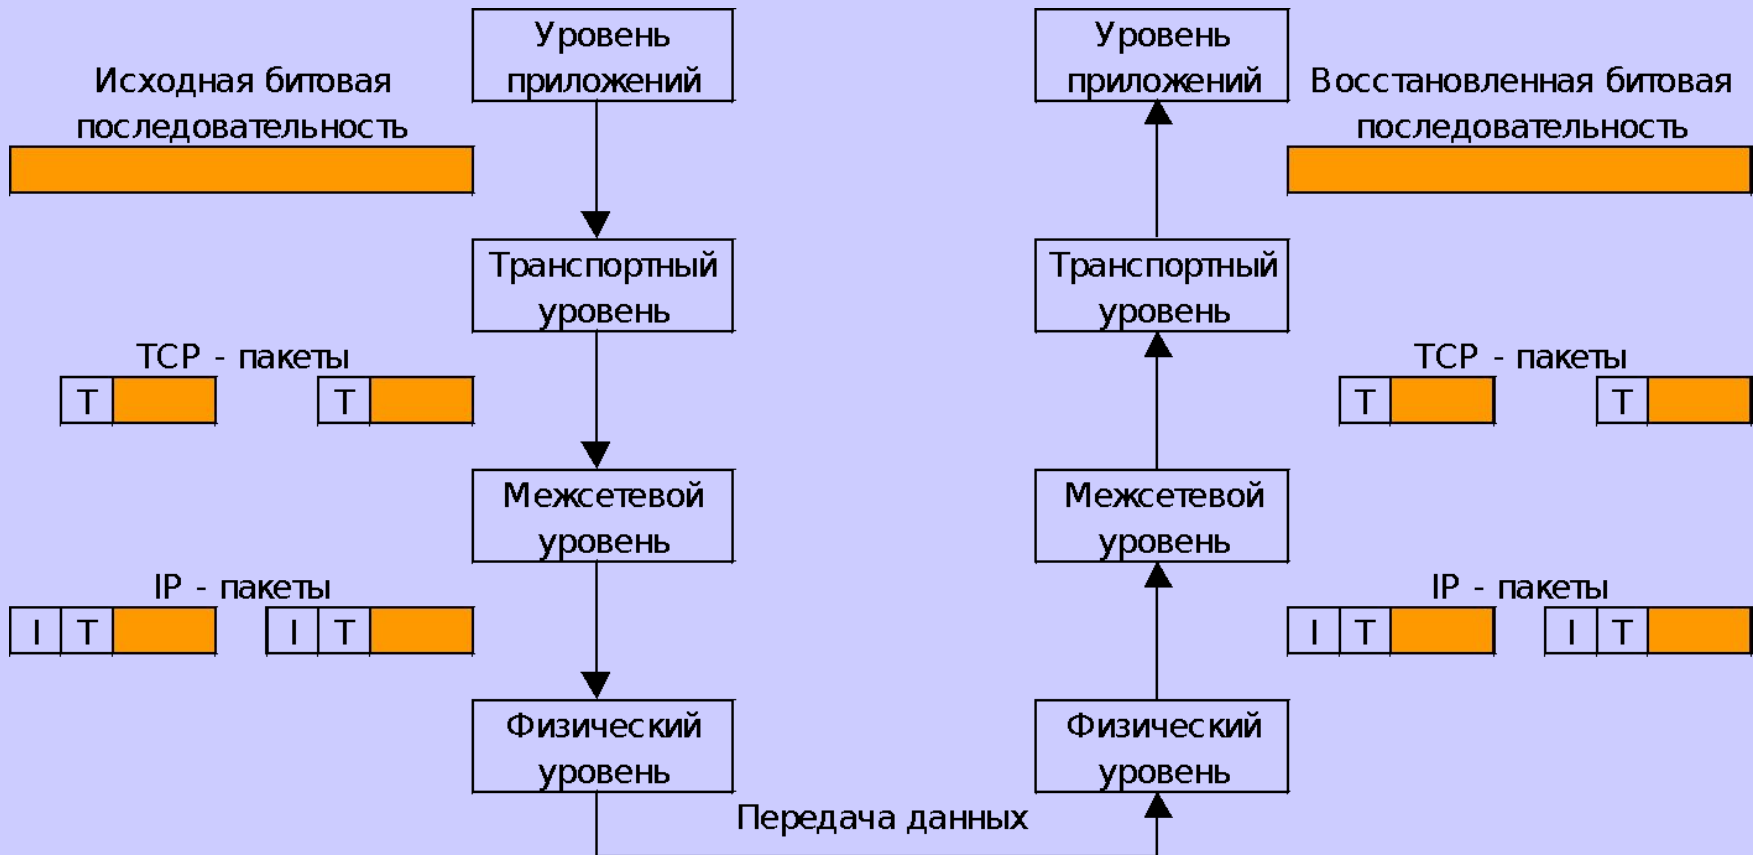 Уровень
приложений
Исходная битовая
последовательность
Уровень
приложений
Восстановленная битовая
последовательность
Транспортный
уровень
Транспортный
уровень
TCP - пакеты
T
T
TCP - пакеты
T
T
Межсетевой
уровень
Межсетевой
уровень
IP - пакеты
I T
I T
IP - пакеты
I T
I T
Физический
уровень
Физический
уровень
Передача данных